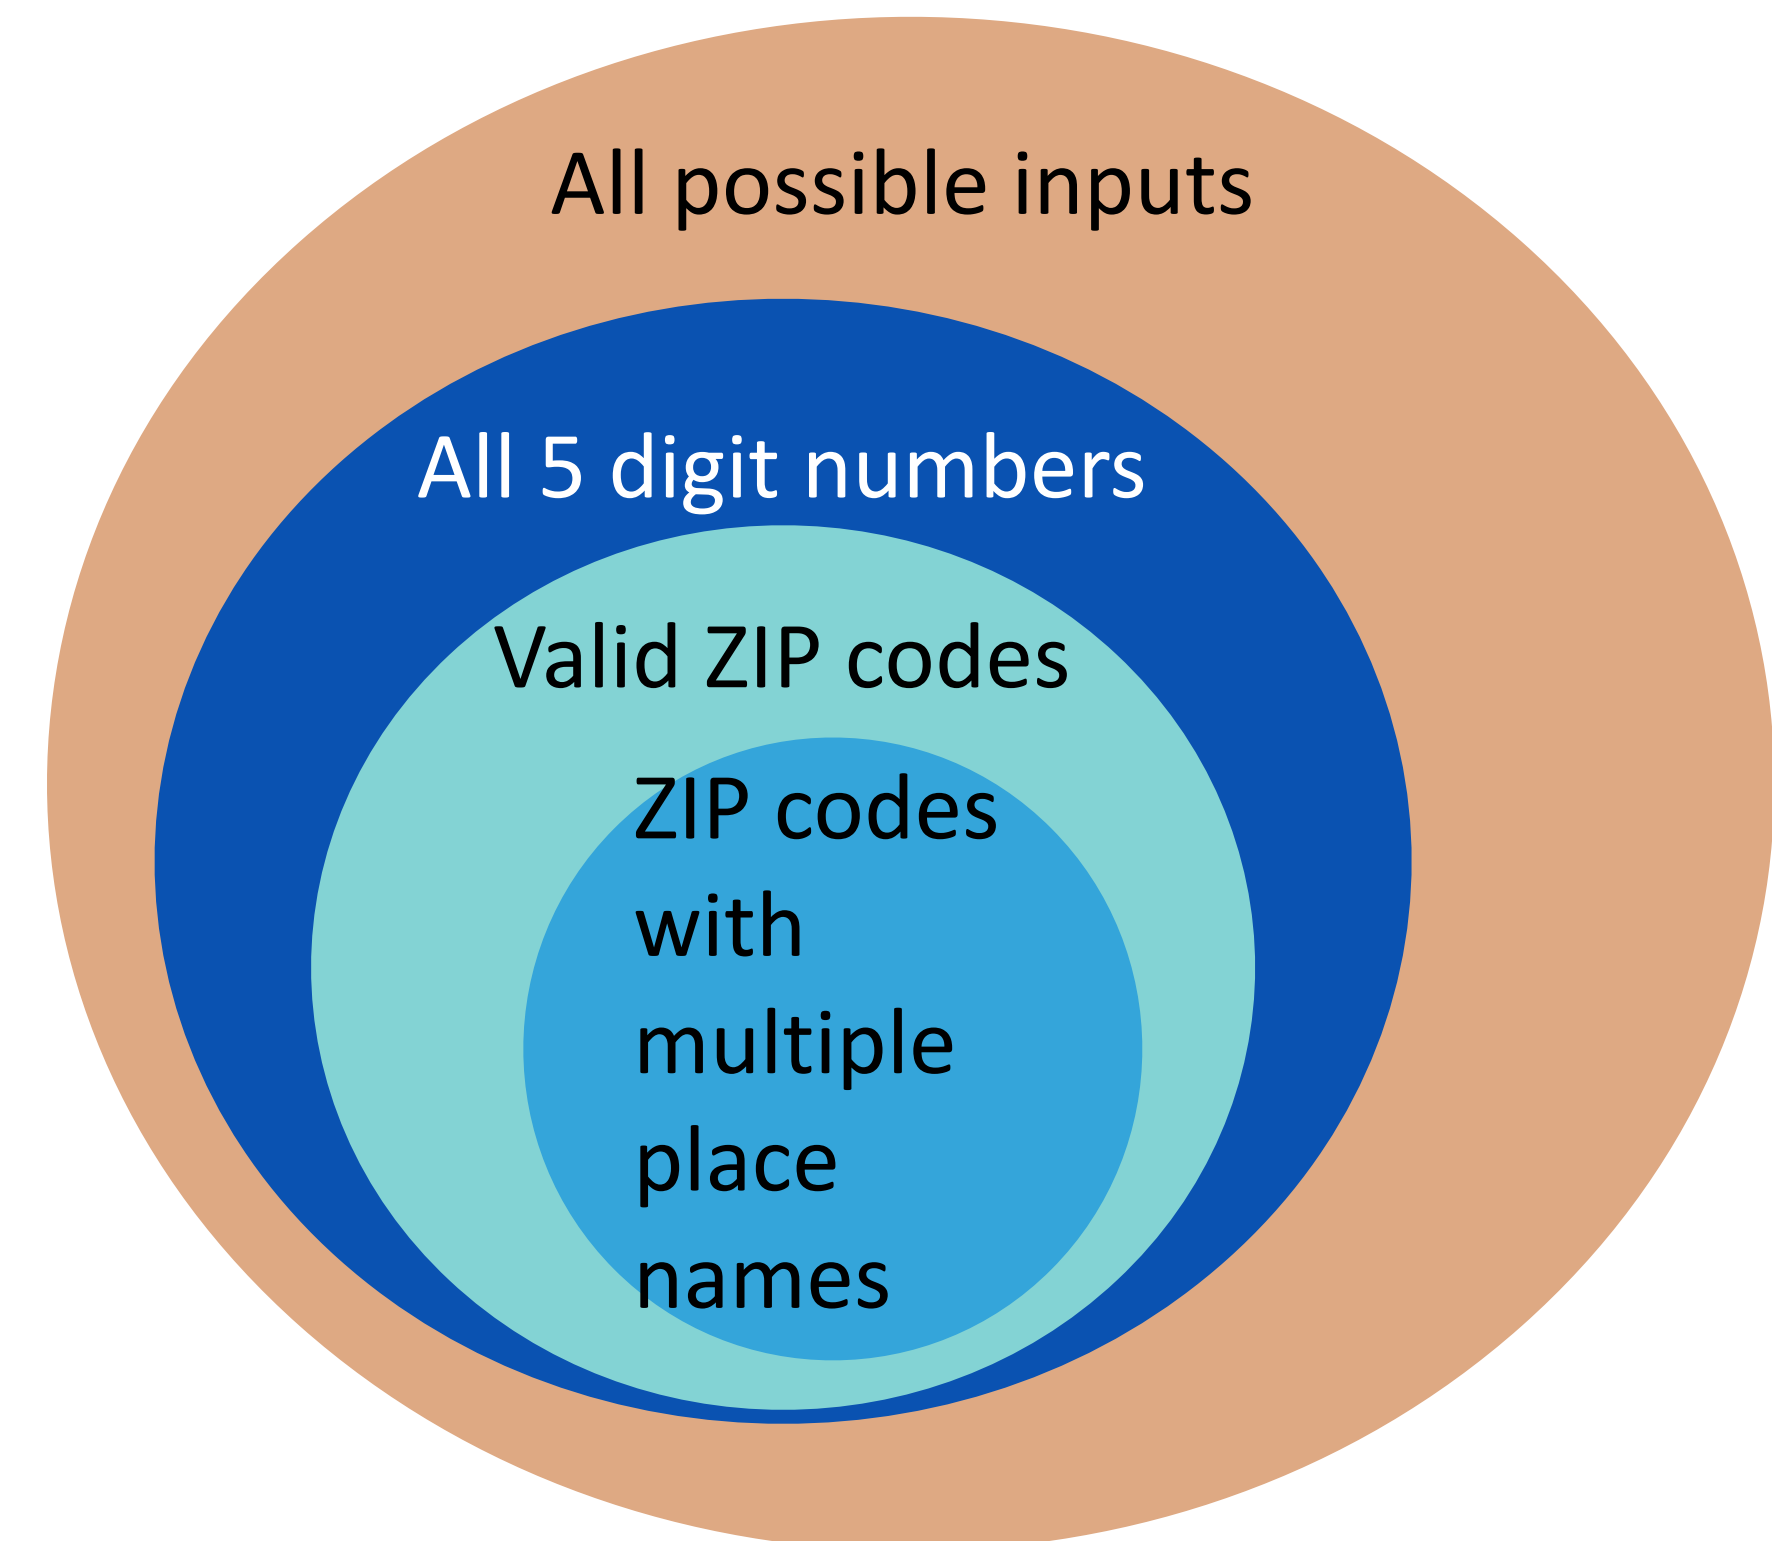 All possible inputs
All 5 digit numbers
Valid ZIP codes
ZIP codes
with
multiple
place
names